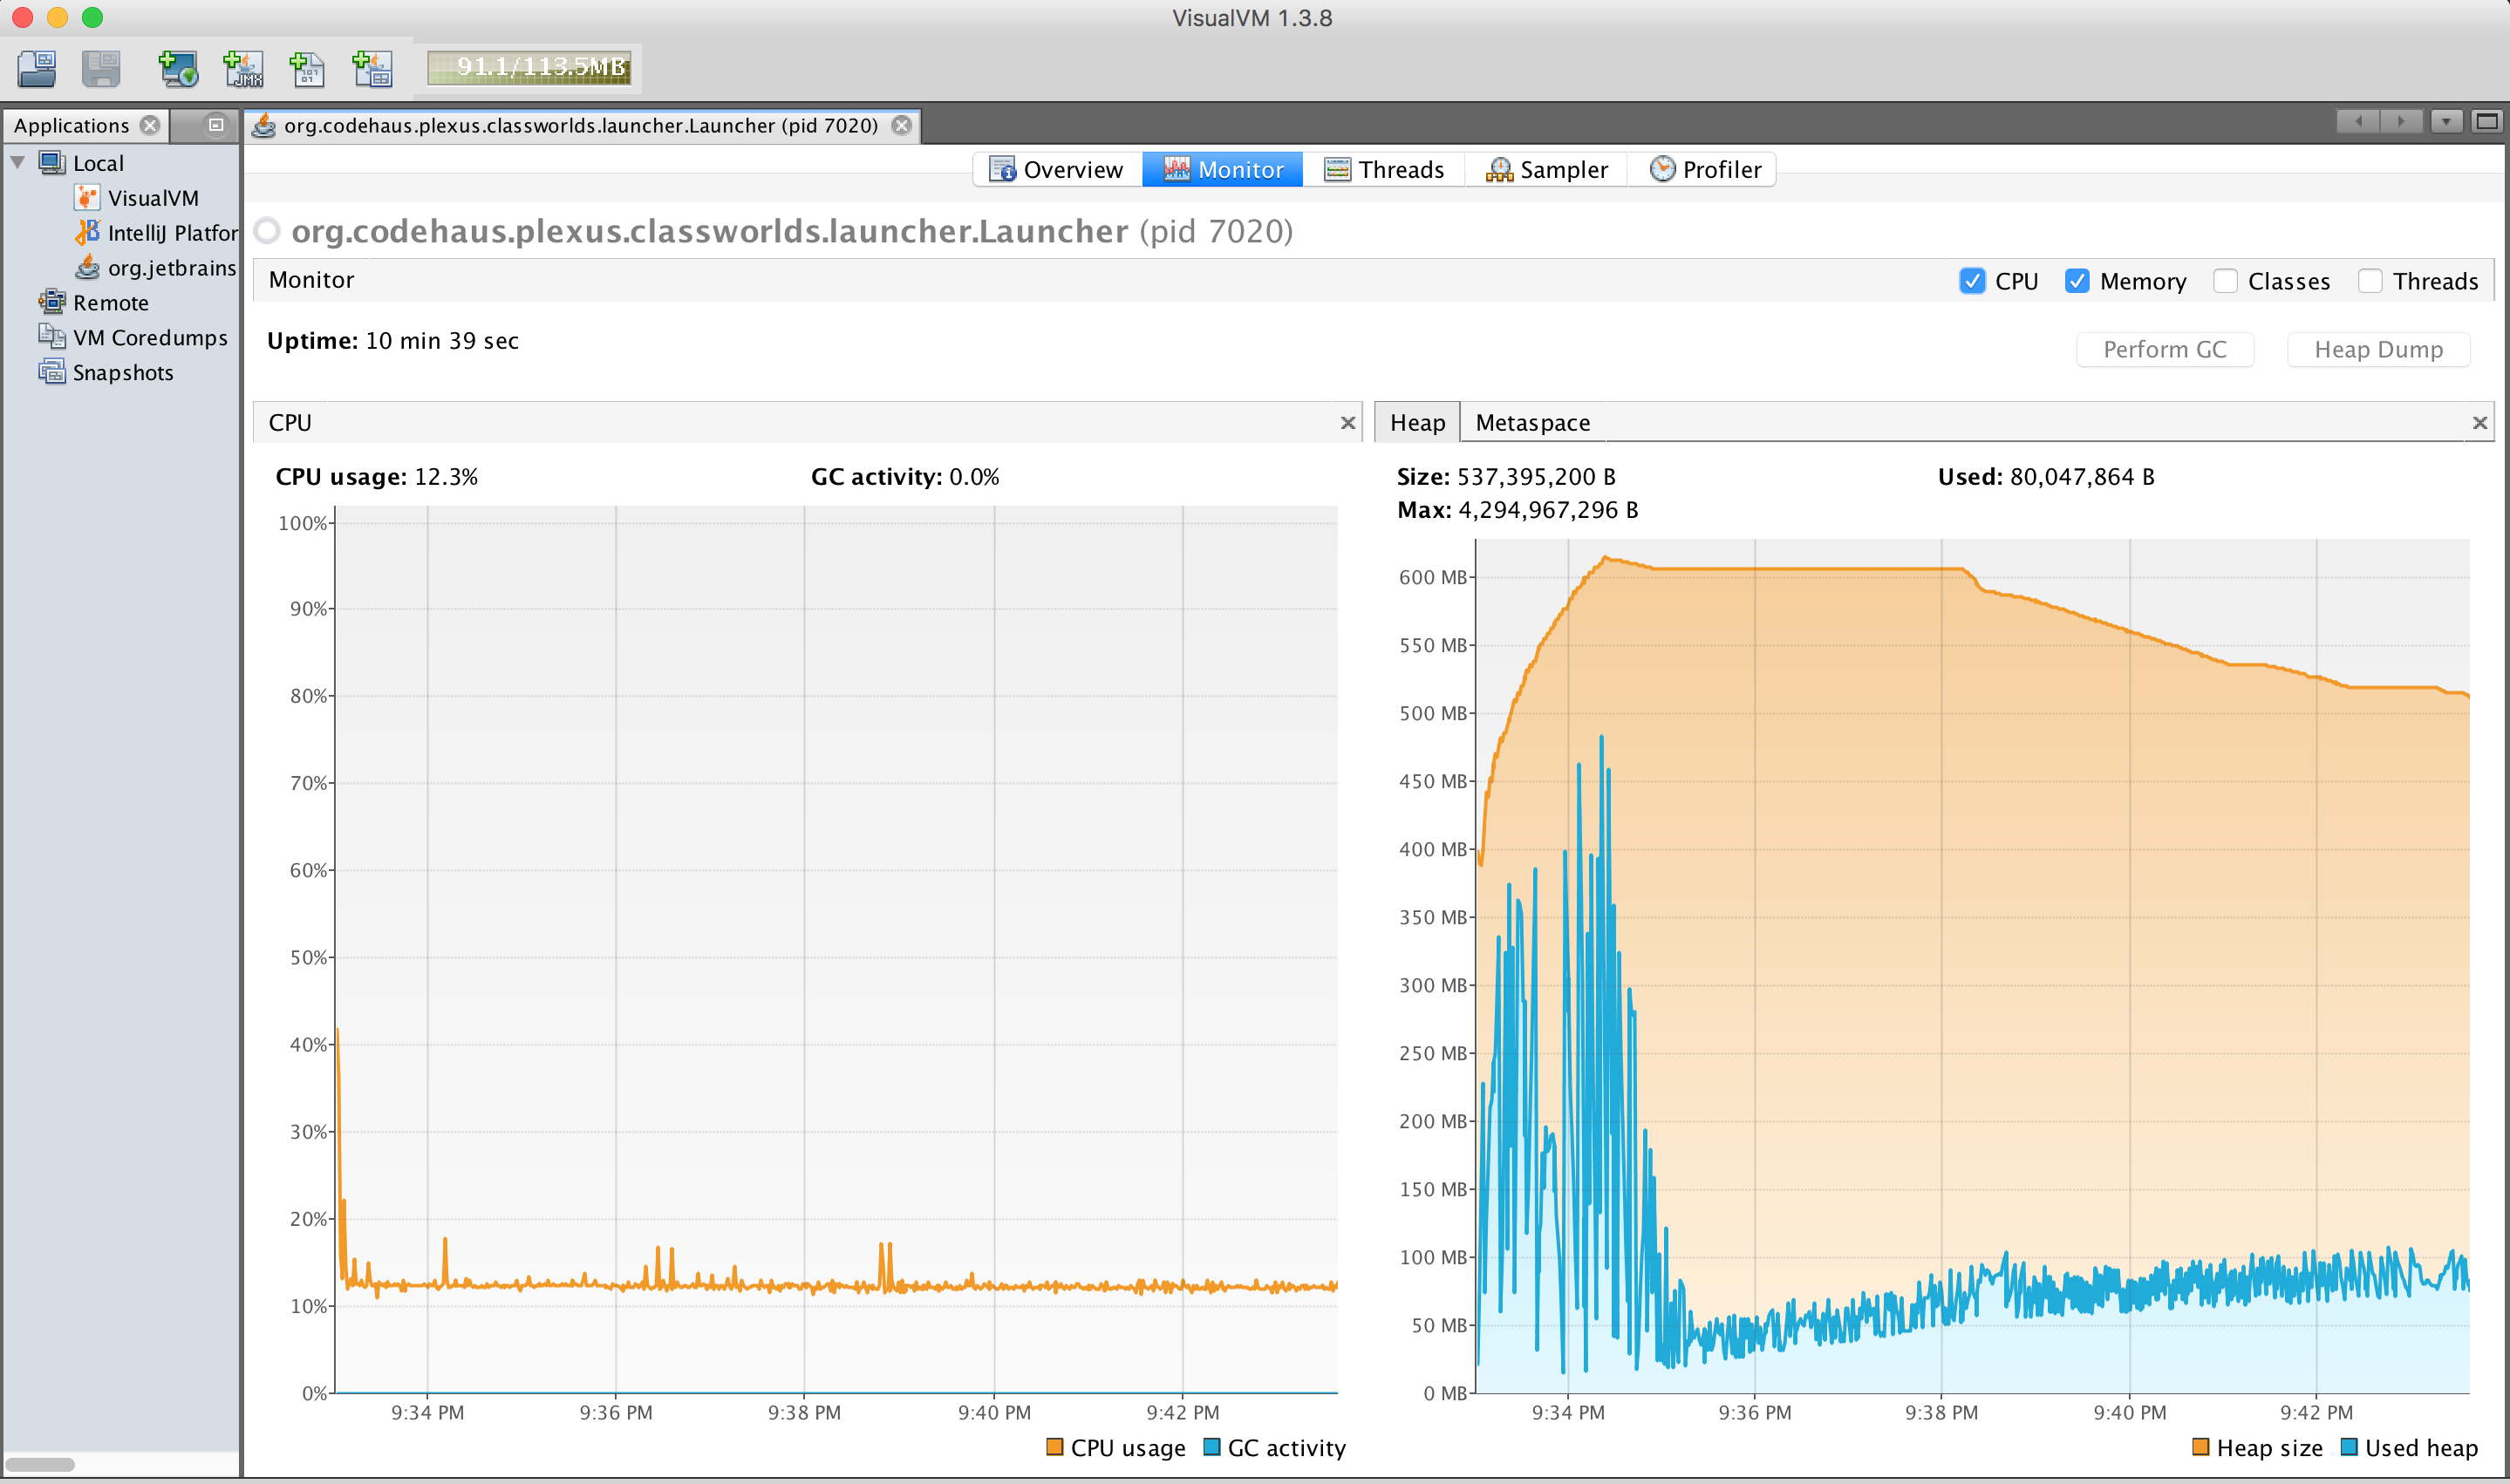 VisualVM 1.3.8
JMX
91.1/113.5MB
Applications
org.codehaus.plexus.classworlds.launcher.Launcher (pid 7020)
Local
VisualVM
IntelliJ Platfor
org.jetbrains
Remote
VM Coredumps
Snapshots
Overview Monitor Threads Sampler Profiler
org.codehaus.plexus.classworlds.launcher.Launcher (pid 7020)
Monitor
CPU Memory Classes Threads
Uptime: 10 min 39 sec
Perform GC Heap Dump
CPU
CPU usage: 12.3% GC activity: 0.0%
100%
90%
80%
70%
60%
50%
40%
30%
20%
10%
0%
9:34 PM 9:36 PM 9:38 PM 9:40 PM 9:42 PM
CPU usage GC activity
Heap Metaspace
Size: 537,395,200 B Used: 80,047,864 B
Max: 4,294,967,296 B
600 MB
550 MB
500 MB
450 MB
400 MB
350 MB
300 MB
250 MB
200 MB
150 MB
100 MB
50 MB
0 MB
9:34 PM 9:36 PM 9:38 PM 9:40 PM 9:42 PM
Heap size Used heap